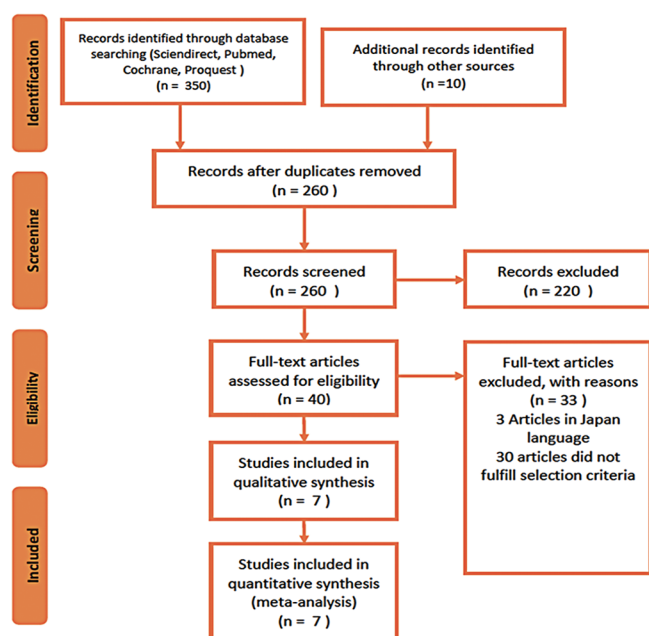 Identification
Records identified through database
searching (Sciendirect, Pubmed,
Cochrane, Proquest )
(n = 350)
Additional records identified
through other sources
(n =10)
Records after duplicates removed
(n = 260 )
Screening
Records screened
(n = 260 )
Records excluded
(n = 220 )
Eligibility
Full-text articles
assessed for eligibility
(n = 40)
Full-text articles
excluded, with reasons
(n = 33 )
3 Articles in Japan
language
30 articles did not
fulfill selection criteria
Studies included in
qualitative synthesis
(n = 7 )
Included
Studies included in
quantitative synthesis
(meta-analysis)
(n = 7 )